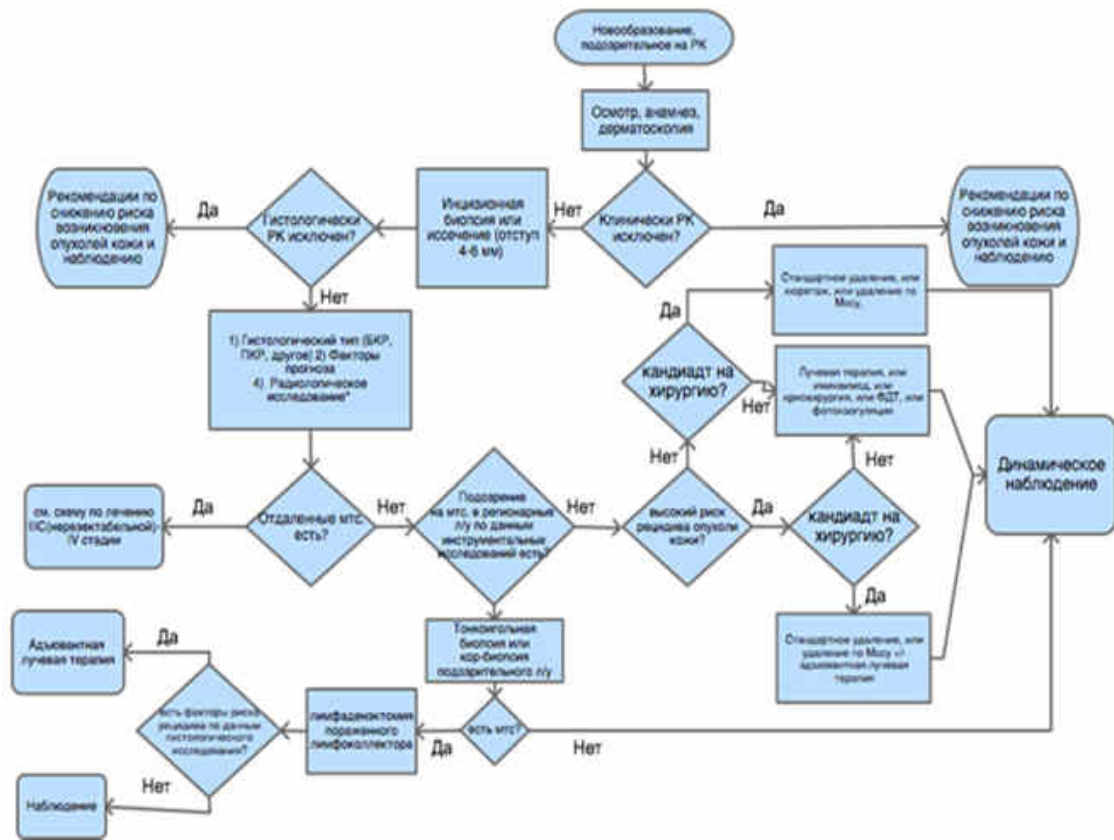 Новообразование,
подозрительное на РК
Осмотр, анамнез,
дерматоскопия
Рекомендации по
снижению риска
возникновения
опухолей кожи и
наблюдению
Да
Гистологически
РК исключен?
Инцизионная
биопсия или
иссечение (отступ
4-6 мм)
Нет
Клинически РК
исключен?
Да
Рекомендации по
снижению риска
возникновения
опухолей кожи и
наблюдению
Нет
Стандартное удаление, или
кюретаж, или удаление по
Мосу,
Да
1) Гистологический тип (БКР,
ПКР, другое) 2) Факторы
прогноза
4). Радиологическое
исследование*
кандиадт на
хирургию?
Нет
Лучевая терапия, или
имиквимод, или
криохирургия, или ФДТ, или
фотокоагуляция
Динамическое
наблюдение
Нет
Нет
см. схему по лечению
IIIC(нерезектабельной)-
IV стадии
Да
Отдаленные мтс.
есть?
Нет
Подозрение
на мтс. в регионарные
л/у по данным
инструментальные
исследований есть?
Нет
высокий риск
рецидива опухоли
кожи?
Да
кандиадт на
хирургию?
Да
Тонкоигольная
биопсия или
кор-биопсия
подозрительного л/у
Стандартное удаление, или
удаление по Мосу +/-
адъювантная лучевая
терапия
Адъювантная
лучевая терапия
Да
есть факторы риска
рецидива по данным
гистологического
исследования?
лимфаденэктомия
пораженного
лимфоколлектора
Да
есть мтс?
Нет
Нет
Наблюдение